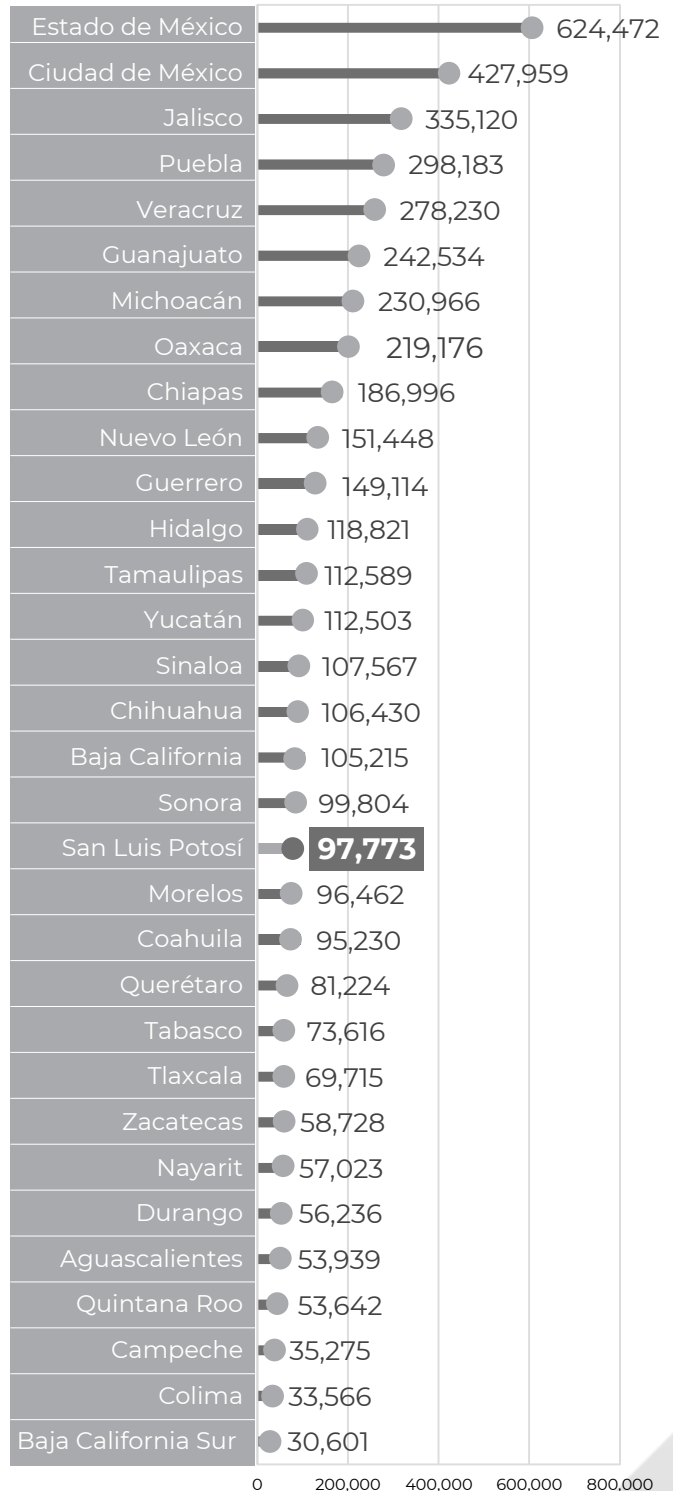 Estado de México 624,472
Ciudad de México 427,959
Jalisco 335,120
Puebla 298,183
Veracruz 278,230
Guanajuato 242,534
Michoacán 230,966
Oaxaca 219,176
Chiapas 186,996
Nuevo León 151,448
Guerrero 149,114
Hidalgo 118,821
Tamaulipas 112,589
Yucatán 112,503
Sinaloa 107,567
Chihuahua 106,430
Baja California 105,215
Sonora 99,804
San Luis Potosí 97,773
Morelos 96,462
Coahuila 95,230
Querétaro 81,224
Tabasco 73,616
Tlaxcala 69,715
Zacatecas 58,728
Nayarit 57,023
Durango 56,236
Aguascalientes 53,939
Quintana Roo 53,642
Campeche 35,275
Colima 33,566
Baja California Sur 30,601
0 200,000 400,000 600,000 800,000